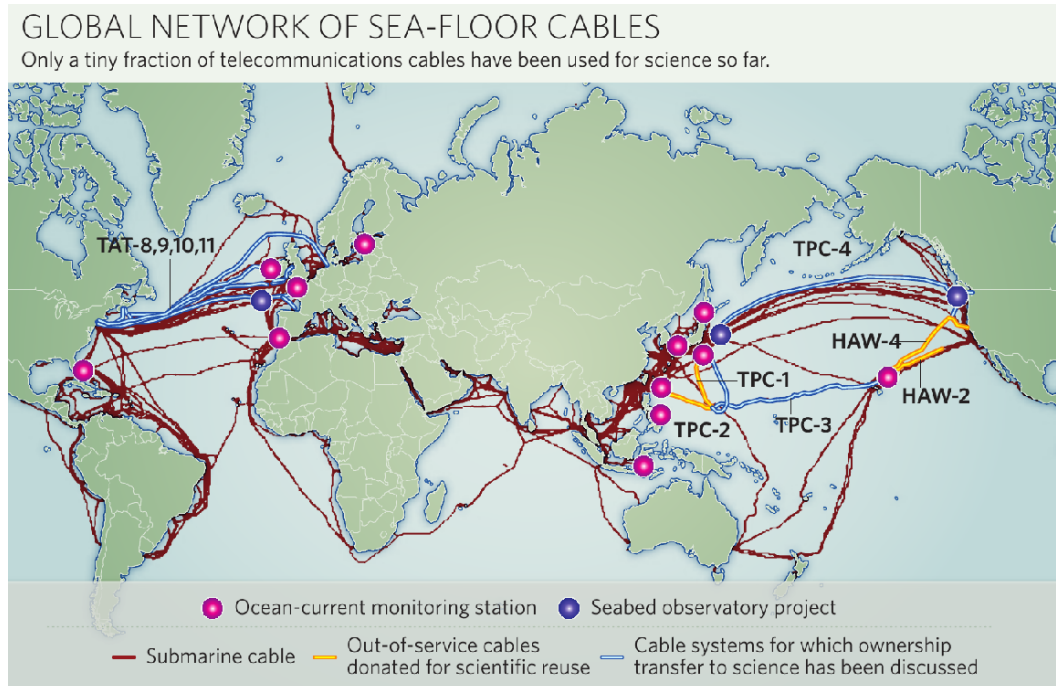 GLOBAL NETWORK OF SEA-FLOOR CABLES
Only a tiny fraction of telecommunications cables have been used for science so far.
TAT-8,9,10,11
TPC-4
HAW-4
TPC-1
HAW-2
TPC-2
TPC-3
Ocean-current monitoring station
Seabed observatory project
Submarine cable
Out-of-service cables
donated for scientific reuse
Cable systems for which ownership
transfer to science has been discussed